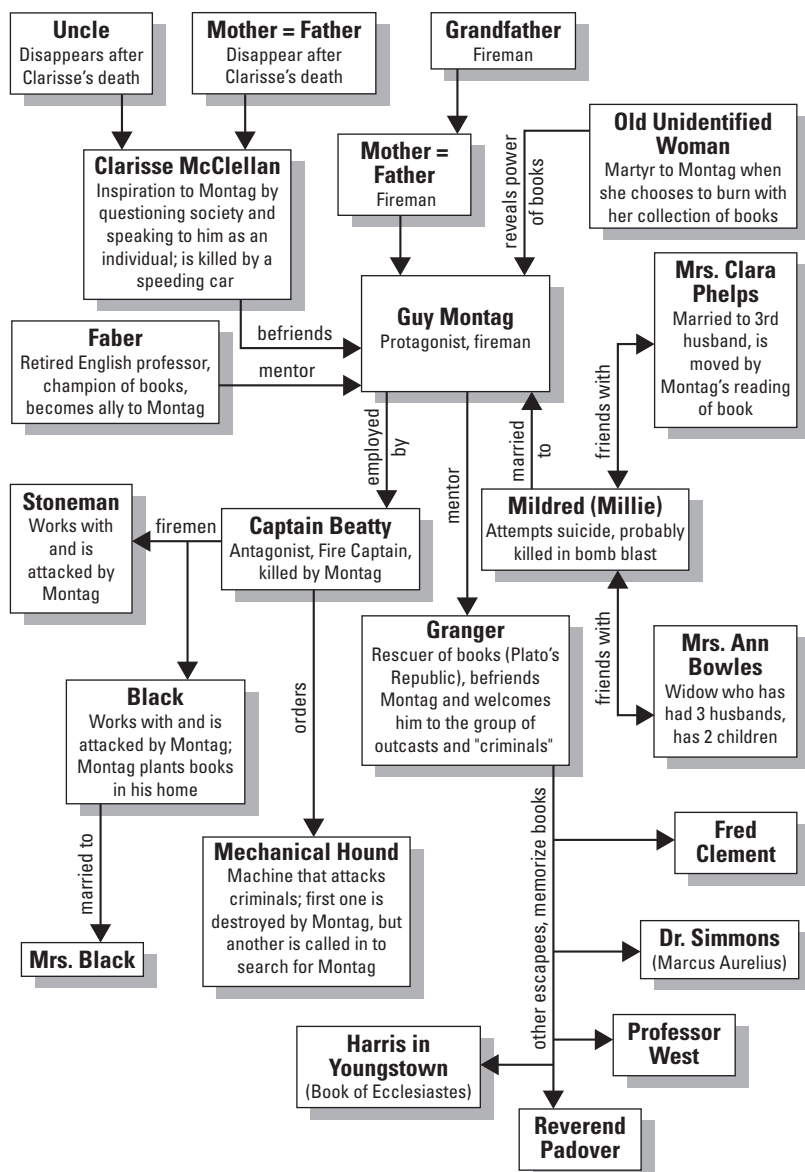 Uncle
Disappears after
Clarisse's death
Mother = Father
Disappear after
Clarisse's death
Grandfather
Fireman
Clarisse McClellan
Inspiration to Montag by
questioning society and
speaking to him as an
individual; is killed by a
speeding car
Mother =
Father
Fireman
reveals power
of books
Old Unidentified
Woman
Martyr to Montag when
she chooses to burn with
her collection of books
Guy Montag
Protagonist, fireman
Mrs. Clara
Phelps
Married to 3rd
husband, is
moved by
Montag's reading
of book
Faber
Retired English professor,
champion of books,
becomes ally to Montag
befriends
mentor
employed
by
mentor
married
to
friends with
Stoneman
Works with
and is
attacked by
Montag
firemen
Captain Beatty
Antagonist, Fire Captain,
killed by Montag
Mildred (Millie)
Attempts suicide, probably
killed in bomb blast
friends with
Granger
Rescuer of books (Plato's
Republic), befriends
Montag and welcomes
him to the group of
outcasts and "criminals"
Mrs. Ann
Bowles
Widow who has
had 3 husbands,
has 2 children
Black
Works with and is
attacked by Montag;
Montag plants books
in his home
orders
married to
Mrs. Black
Mechanical Hound
Machine that attacks
criminals; first one is
destroyed by Montag, but
another is called in to
search for Montag
other escapees, memorize books
Fred
Clement
Dr. Simmons
(Marcus Aurelius)
Professor
West
Harris in
Youngstown
(Book of Ecclesiastes)
Reverend
Padover